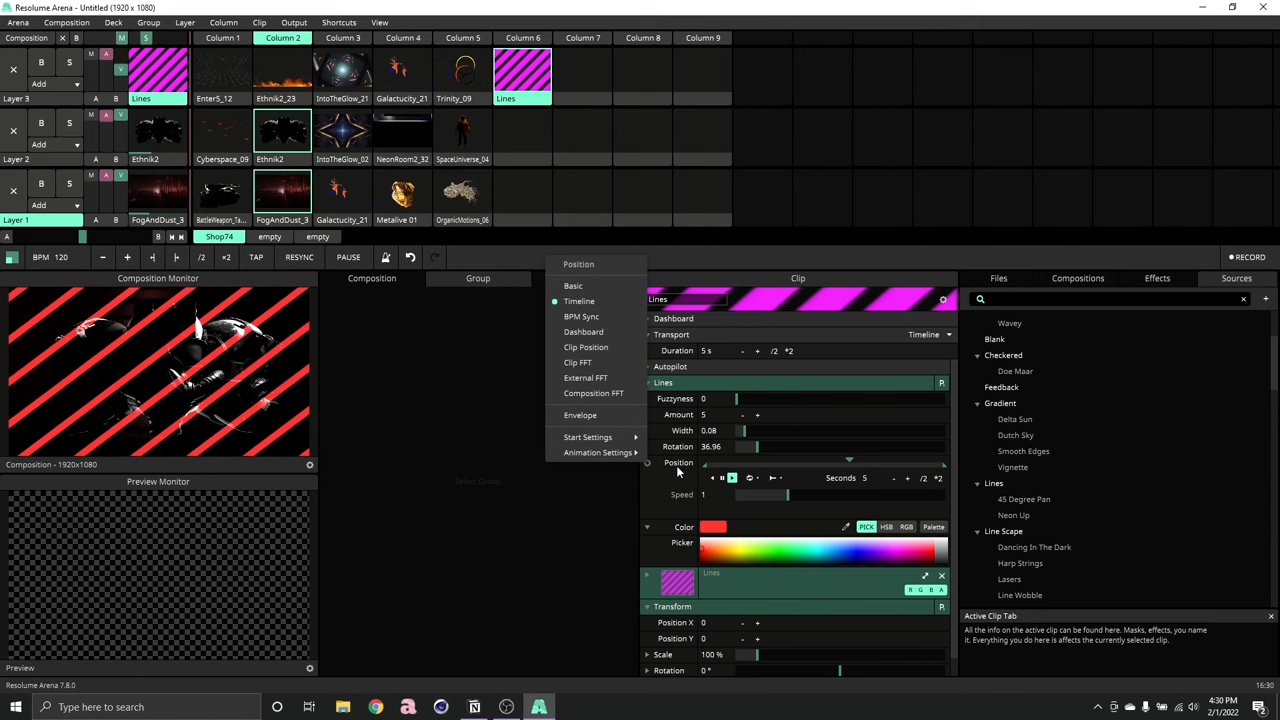 Resolume Arena - Untitled (1920 x 1080)
Arena Composition Deck Group Layer Column Clip Output Shortcuts View
Composition X B M S Column 1 Column 2 Column 3 Column 4 Column 5 Column 6 Column 7 Column 8 Column 9
B S M A V
Add
Layer 3 A B Lines Enter5_12 Ethnik2_23 IntoTheGlow_21 Galactucity_21 Trinity_09 Lines
B S M A V
Add
Layer 2 A B Ethnik2 Cyberspace_09 Ethnik2 IntoTheGlow_02 NeonRoom2_32 SpaceUniverse_04
B S M A V
Add
Layer 1 A B FogAndDust_3 BattleWeapon_Ta... FogAndDust_3 Galactucity_21 Metalive 01 OrganicMotions_06
A B Shop74 empty empty
BPM 120 - + /2 ×2 TAP RESYNC PAUSE RECORD
Composition Monitor
Composition - 1920x1080
Preview Monitor
Preview
Composition Group
Select Group
Position
Basic
Timeline
BPM Sync
Dashboard
Clip Position
Clip FFT
External FFT
Composition FFT
Envelope
Start Settings
Animation Settings
Clip
Lines
Dashboard
Transport Timeline
Duration 5 s - + /2 *2
Autopilot
Lines P.
Fuzzyness 0
Amount 5 - +
Width 0.08
Rotation 36.96
Position
Seconds 5 - + /2 *2
Speed 1
Color PICK HSB RGB Palette
Picker
Lines
R G B A
Transform P.
Position X 0 - +
Position Y 0 - +
Scale 100 %
Rotation 0 °
Files Compositions Effects Sources
Wavey
Blank
Checkered
Doe Maar
Feedback
Gradient
Delta Sun
Dutch Sky
Smooth Edges
Vignette
Lines
45 Degree Pan
Neon Up
Line Scape
Dancing In The Dark
Harp Strings
Lasers
Line Wobble
Active Clip Tab
All the info on the active clip can be found here. Masks, effects, you name
it. Everything you do here is affects the currently selected clip.
Resolume Arena 7.8.0 16:30
Type here to search
4:30 PM
2/1/2022
2